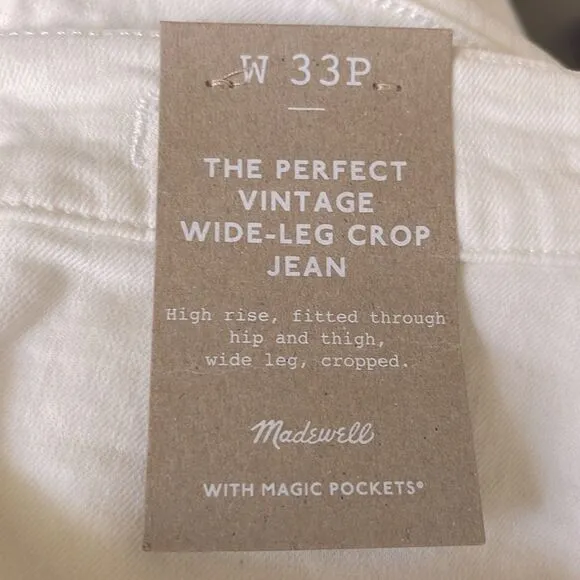 W 33P
THE PERFECT
VINTAGE
WIDE-LEG CROP
JEAN
High rise, fitted through
hip and thigh,
wide leg, cropped.
Madewell
WITH MAGIC POCKETS®